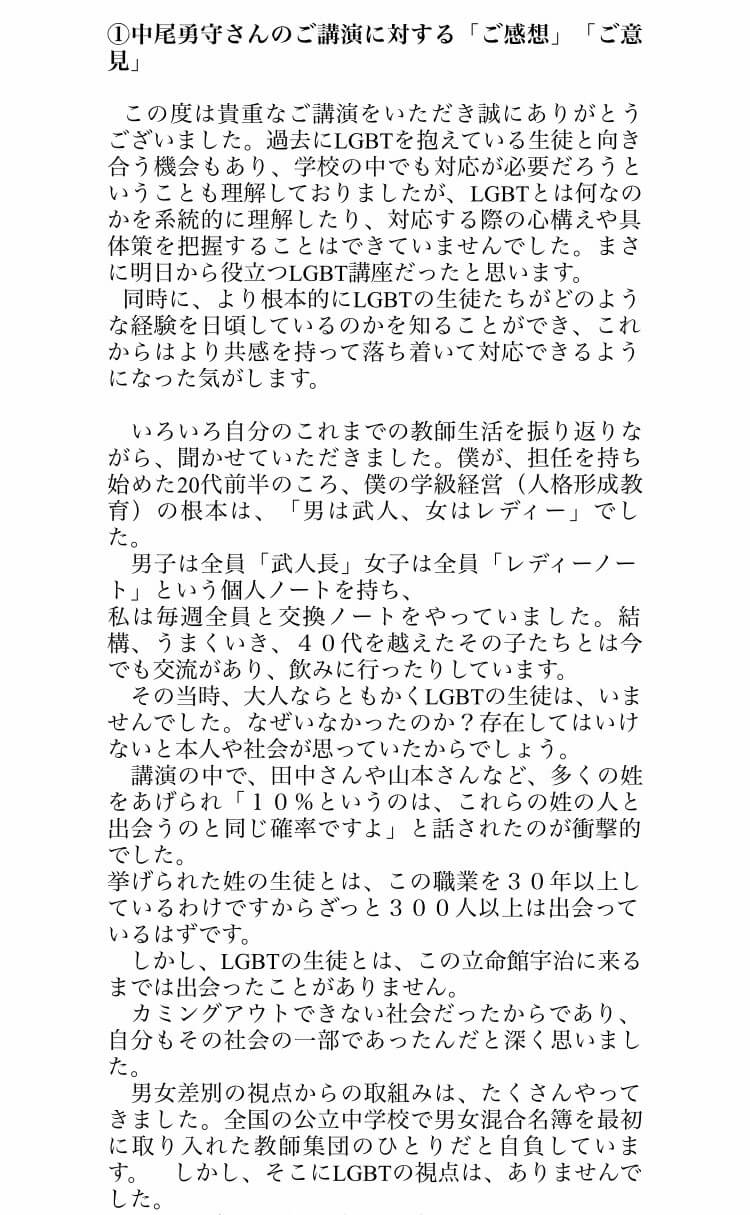 ①中尾勇守さんのご講演に対する「ご感想」「ご意
見」
この度は貴重なご講演をいただき誠にありがとう
ございました。過去にLGBTを抱えている生徒と向き
合う機会もあり、学校の中でも対応が必要だろうと
いうことも理解しておりましたが、LGBTとは何なの
かを系統的に理解したり、対応する際の心構えや具
体策を把握することはできていませんでした。まさ
に明日から役立つLGBT講座だったと思います。
同時に、より根本的にLGBTの生徒たちがどのよう
な経験を日頃しているのかを知ることができ、これ
からはより共感を持って落ち着いて対応できるよう
になった気がします。
いろいろ自分のこれまでの教師生活を振り返りな
がら、聞かせていただきました。僕が、担任を持ち
始めた20代前半のころ、僕の学級経営（人格形成教
育）の根本は、「男は武人、女はレディー」でし
た。
男子は全員「武人長」女子は全員「レディーノー
ト」という個人ノートを持ち、
私は毎週全員と交換ノートをやっていました。結
構、うまくいき、４０代を越えたその子たちとは今
でも交流があり、飲みに行ったりしています。
その当時、大人ならともかくLGBTの生徒は、いま
せんでした。なぜいなかったのか？存在してはいけ
ないと本人や社会が思っていたからでしょう。
講演の中で、田中さんや山本さんなど、多くの姓
をあげられ「１０％というのは、これらの姓の人と
出会うのと同じ確率ですよ」と話されたのが衝撃的
でした。
挙げられた姓の生徒とは、この職業を３０年以上し
ているわけですからざっと３００人以上は出会って
いるはずです。
しかし、LGBTの生徒とは、この立命館宇治に来る
までは出会ったことがありません。
カミングアウトできない社会だったからであり、
自分もその社会の一部であったんだと深く思いまし
た。
男女差別の視点からの取組みは、たくさんやって
きました。全国の公立中学校で男女混合名簿を最初
に取り入れた教師集団のひとりだと自負していま
す。　しかし、そこにLGBTの視点は、ありませんで
した。